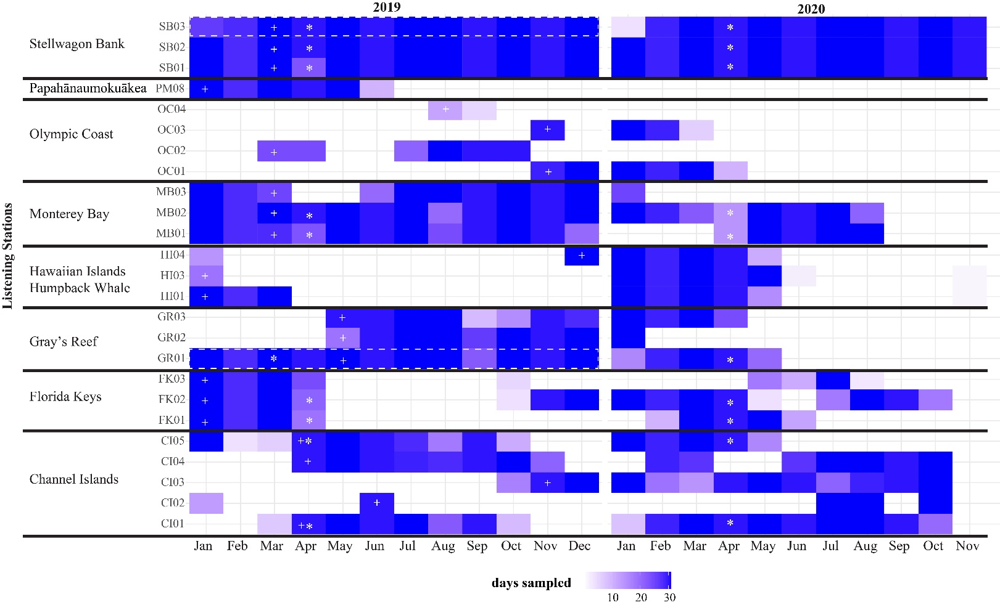 2019 2020
Listening Stations
Stellwagon Bank
SB03 + * *
SB02 + * *
SB01 + * *
Papahānaumokuākea PM08 +
Olympic Coast
OC04 +
OC03 +
OC02 +
OC01 +
Monterey Bay
MB03 +
MB02 + * *
MB01 + * *
Hawaiian Islands
Humpback Whale
HI04 +
HI03 +
HI01 +
Gray's Reef
GR03 +
GR02 +
GR01 * + *
Florida Keys
FK03 +
FK02 + * *
FK01 + * *
Channel Islands
CI05 +* *
CI04 +
CI03 +
CI02 +
CI01 +* *
Jan Feb Mar Apr May Jun Jul Aug Sep Oct Nov Dec Jan Feb Mar Apr May Jun Jul Aug Sep Oct Nov
days sampled
10 20 30